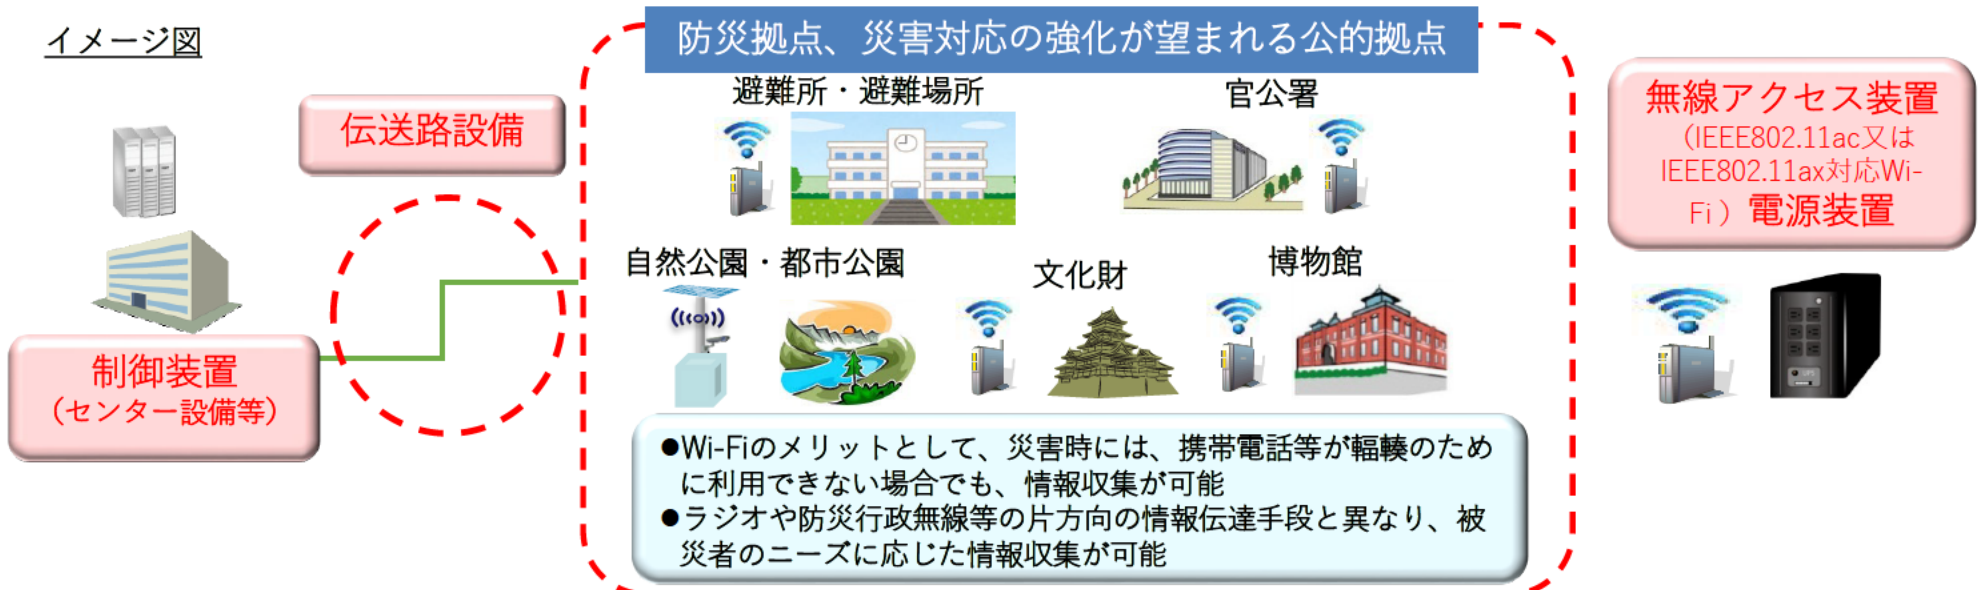 イメージ図
防災拠点、災害対応の強化が望まれる公的拠点
伝送路設備
制御装置
（センター設備等）
避難所・避難場所
官公署
自然公園・都市公園
文化財
博物館
●Wi-Fiのメリットとして、災害時には、携帯電話等が輻輳のため
に利用できない場合でも、情報収集が可能
●ラジオや防災行政無線等の片方向の情報伝達手段と異なり、被
災者のニーズに応じた情報収集が可能
無線アクセス装置
（IEEE802.11ac又は
IEEE802.11ax対応Wi-
Fi）電源装置